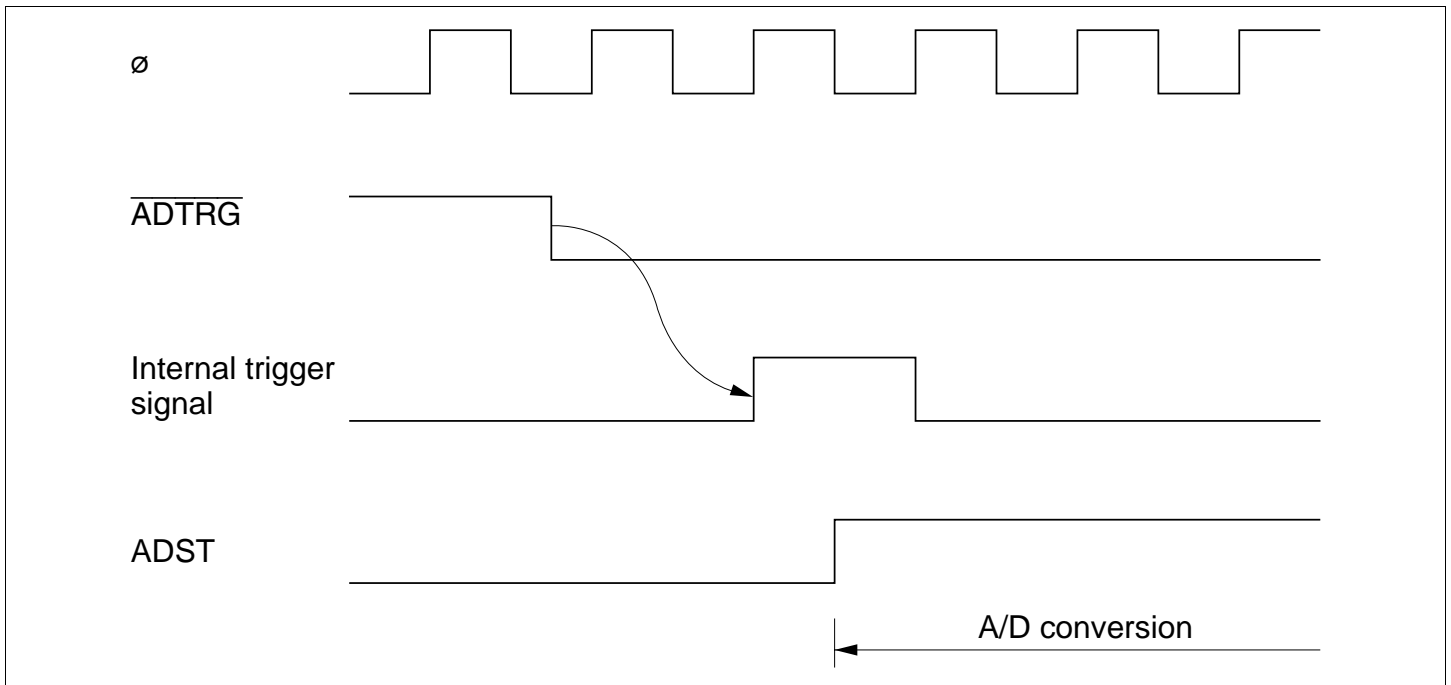 ø
ADTRG
Internal trigger
signal
ADST
A/D conversion